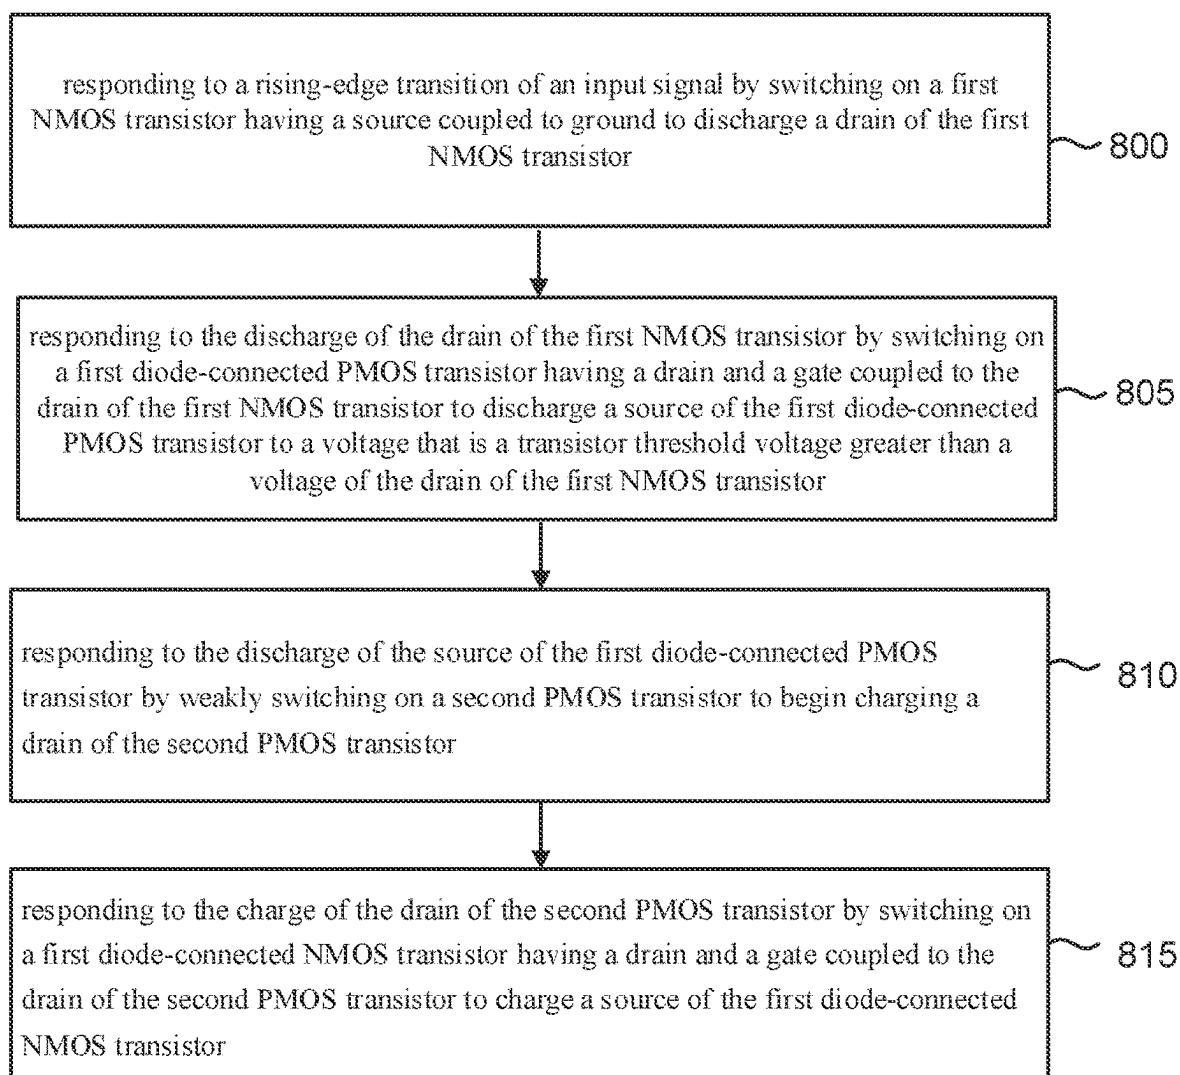 responding to a rising-edge transition of an input signal by switching on a first
NMOS transistor having a source coupled to ground to discharge a drain of the first
NMOS transistor
800
responding to the discharge of the drain of the first NMOS transistor by switching on
a first diode-connected PMOS transistor having a drain and a gate coupled to the
drain of the first NMOS transistor to discharge a source of the first diode-connected
PMOS transistor to a voltage that is a transistor threshold voltage greater than a
voltage of the drain of the first NMOS transistor
805
responding to the discharge of the source of the first diode-connected PMOS
transistor by weakly switching on a second PMOS transistor to begin charging a
drain of the second PMOS transistor
810
responding to the charge of the drain of the second PMOS transistor by switching on
a first diode-connected NMOS transistor having a drain and a gate coupled to the
drain of the second PMOS transistor to charge a source of the first diode-connected
NMOS transistor
815